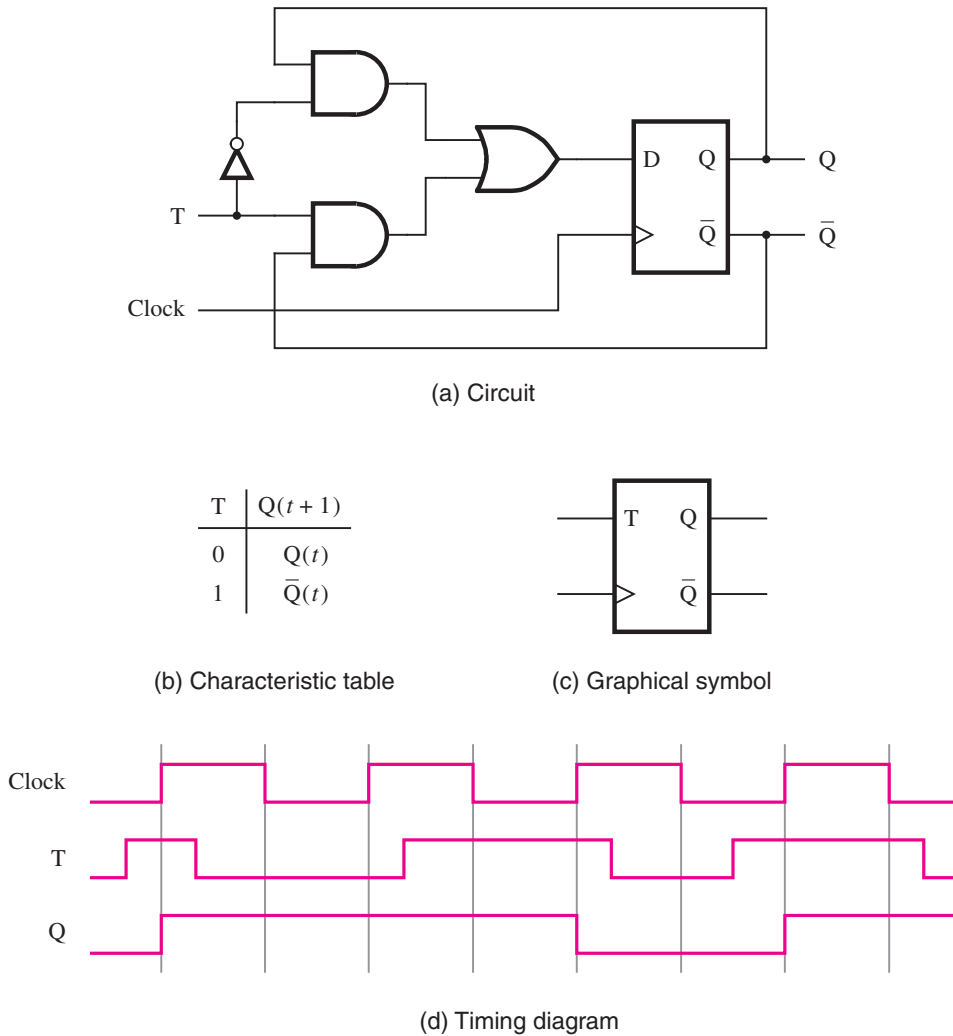 D Q Q
T
Q̅ Q̅
Clock
(a) Circuit
T Q(t + 1)
0 Q(t)
1 Q̅(t)
T Q
Q̅
(b) Characteristic table
(c) Graphical symbol
Clock
T
Q
(d) Timing diagram